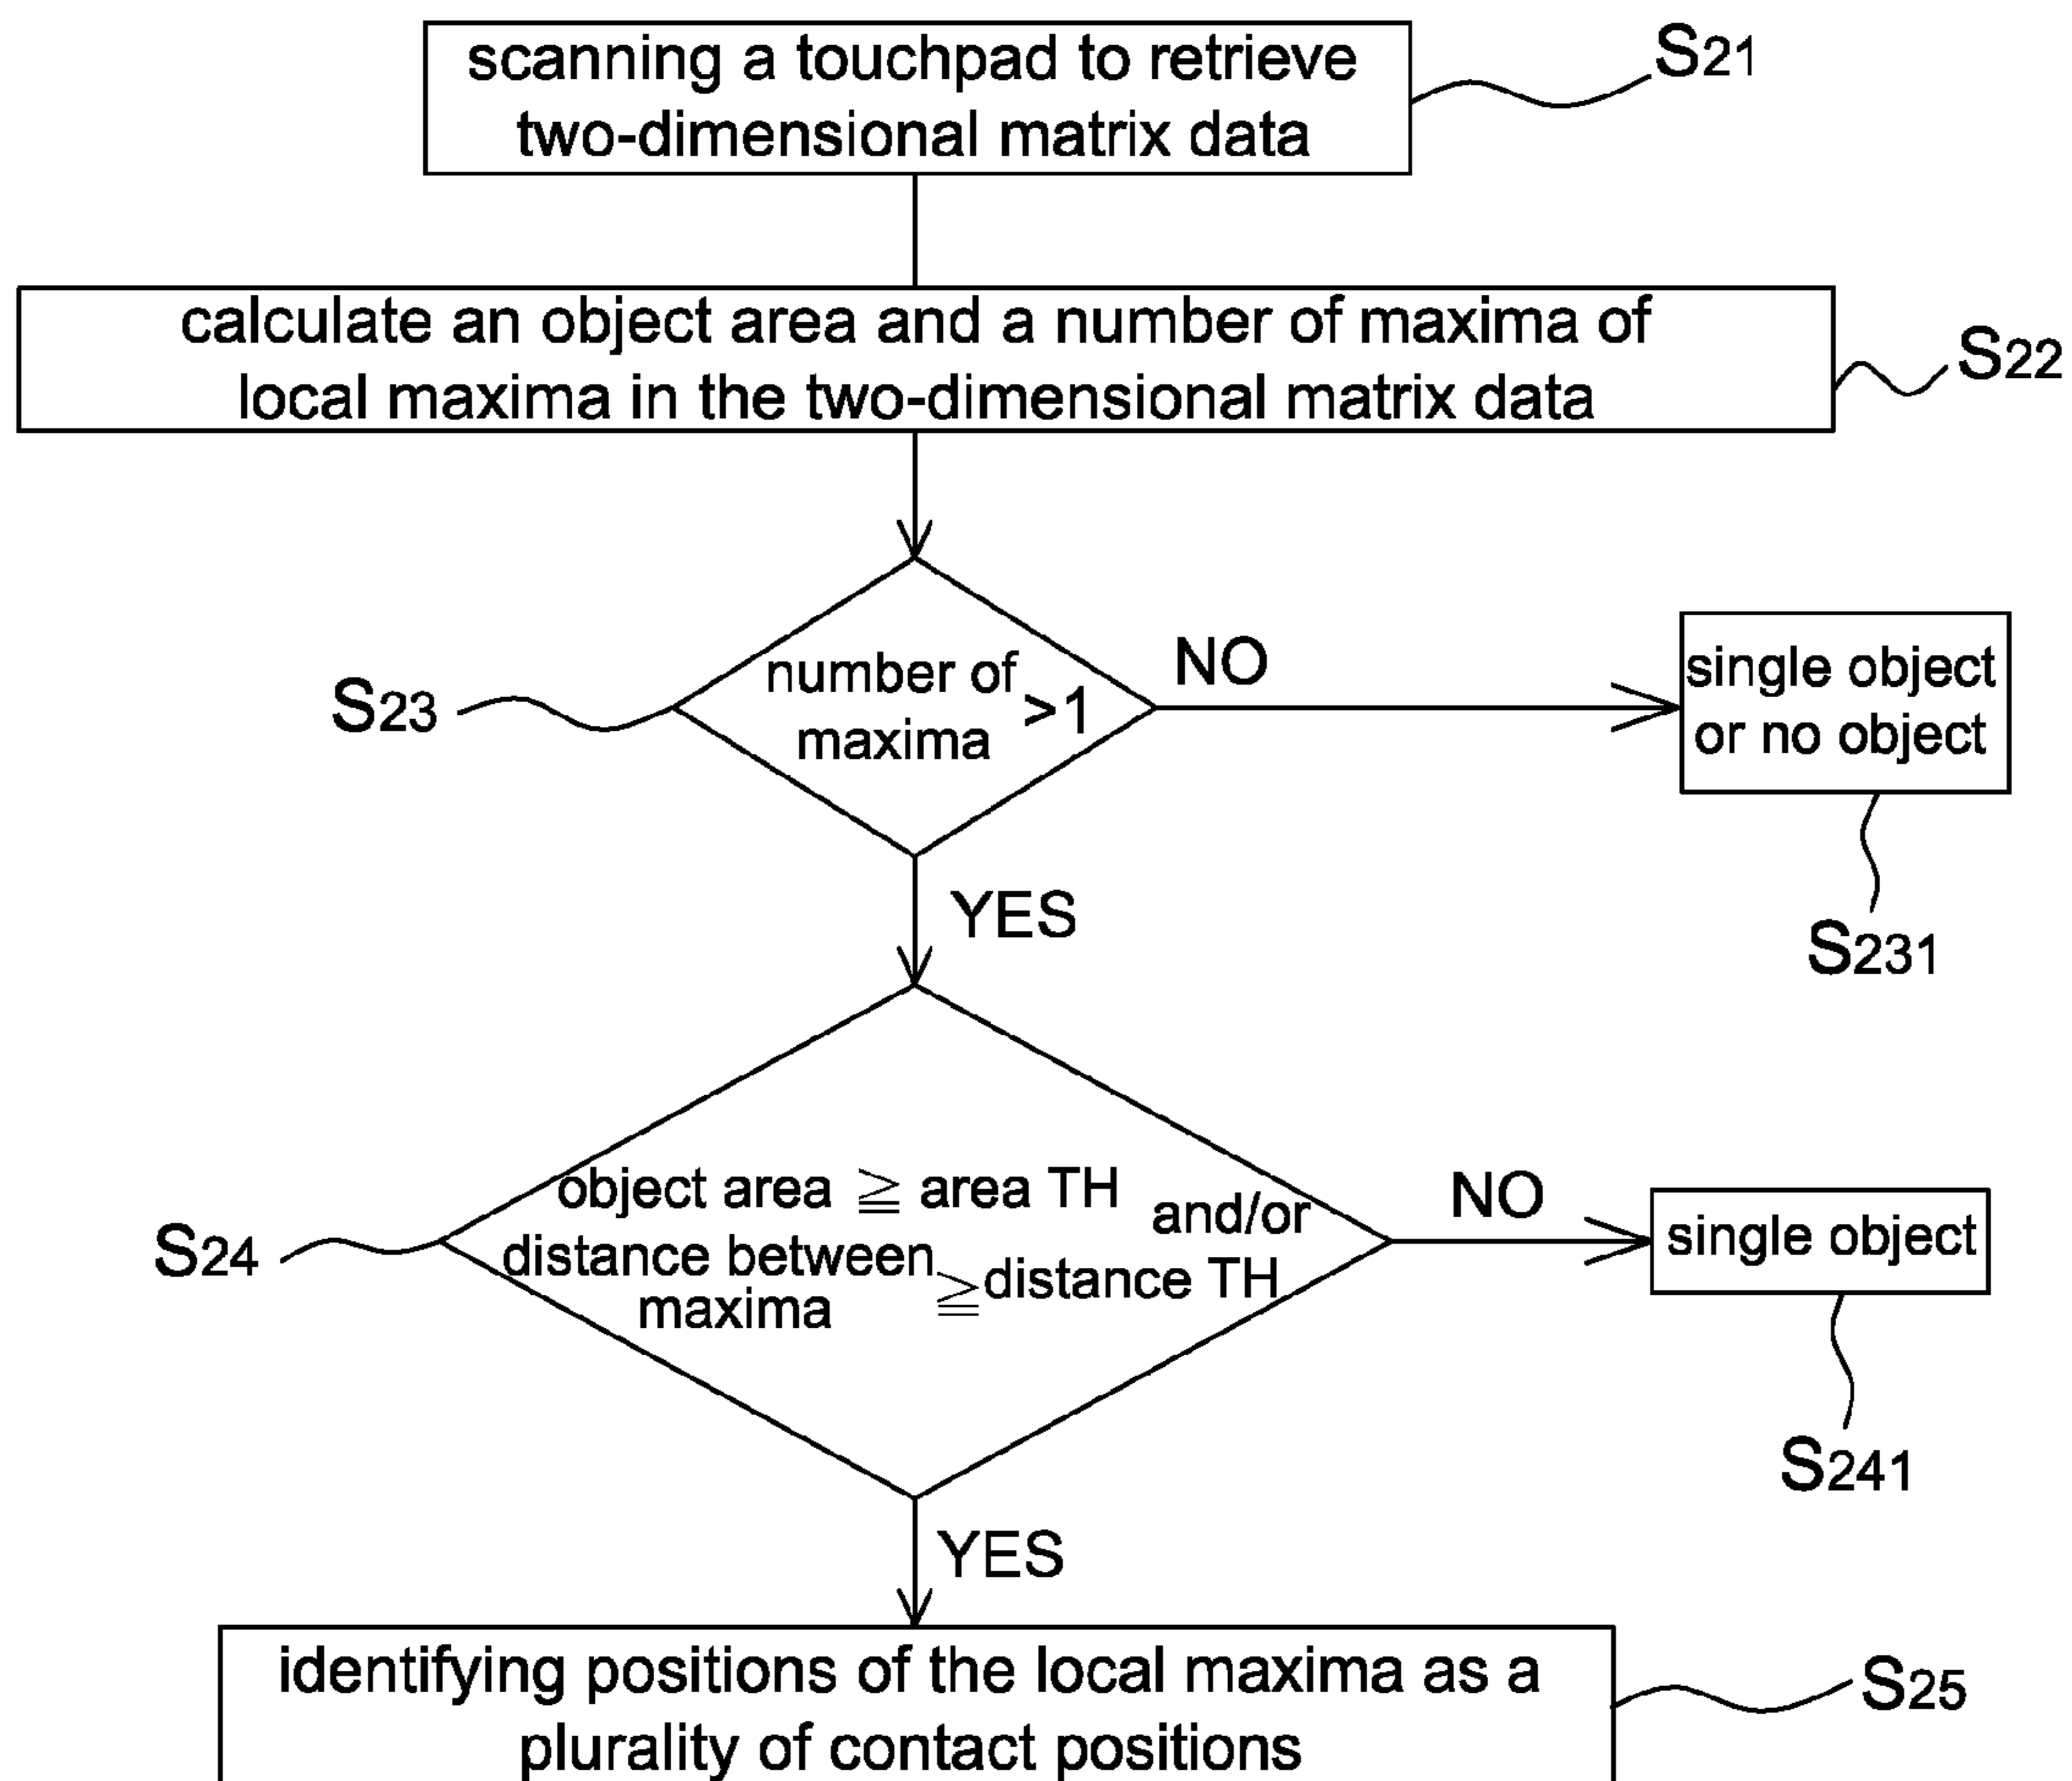 scanning a touchpad to retrieve
two-dimensional matrix data
S21
calculate an object area and a number of maxima of
local maxima in the two-dimensional matrix data
S22
number of
maxima >1
S23
NO
single object
or no object
S231
YES
object area ≧ area TH
and/or
distance between
maxima ≧ distance TH
S24
NO
single object
S241
YES
identifying positions of the local maxima as a
plurality of contact positions
S25